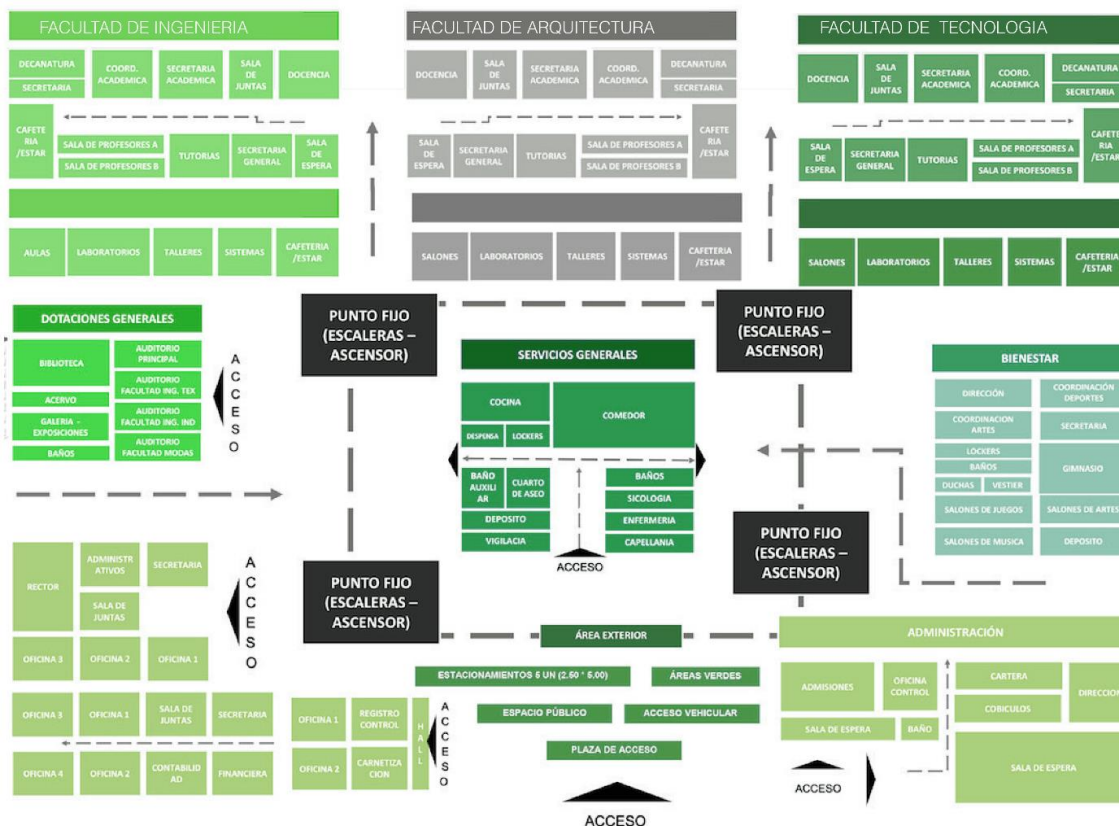 FACULTAD DE INGENIERIA
DECANATURA
SECRETARIA
COORD.
ACADEMICA
SECRETARIA
ACADEMICA
SALA
DE
JUNTAS
DOCENCIA
CAFETE
RIA
/ESTAR
SALA DE PROFESORES A
SALA DE PROFESORES B
TUTORIAS
SECRETARIA
GENERAL
SALA
DE
ESPERA
AULAS
LABORATORIOS
TALLERES
SISTEMAS
CAFETERIA
/ESTAR
FACULTAD DE ARQUITECTURA
DOCENCIA
SALA
DE
JUNTAS
SECRETARIA
ACADEMICA
COORD.
ACADEMICA
DECANATURA
SECRETARIA
SALA
DE
ESPERA
SECRETARIA
GENERAL
TUTORIAS
SALA DE PROFESORES A
SALA DE PROFESORES B
CAFETE
RIA
/ESTAR
SALONES
LABORATORIOS
TALLERES
SISTEMAS
CAFETERIA
/ESTAR
FACULTAD DE TECNOLOGIA
DOCENCIA
SALA
DE
JUNTAS
SECRETARIA
ACADEMICA
COORD.
ACADEMICA
DECANATURA
SECRETARIA
SALA
DE
ESPERA
SECRETARIA
GENERAL
TUTORIAS
SALA DE PROFESORES A
SALA DE PROFESORES B
CAFETE
RIA
/ESTAR
SALONES
LABORATORIOS
TALLERES
SISTEMAS
CAFETERIA
/ESTAR
DOTACIONES GENERALES
BIBLIOTECA
ACERVO
GALERIA -
EXPOSICIONES
BAÑOS
AUDITORIO
PRINCIPAL
AUDITORIO
FACULTAD ING. TEX
AUDITORIO
FACULTAD ING. IND
AUDITORIO
FACULTAD MODAS
ACCESO
PUNTO FIJO
(ESCALERAS –
ASCENSOR)
PUNTO FIJO
(ESCALERAS –
ASCENSOR)
SERVICIOS GENERALES
COCINA
DESPENSA
LOCKERS
COMEDOR
BAÑO
AUXILI
AR
CUARTO
DE ASEO
DEPOSITO
VIGILACIA
BAÑOS
SICOLOGIA
ENFERMERIA
CAPELLANIA
ACCESO
BIENESTAR
DIRECCIÓN
COORDINACIÓN
DEPORTES
COORDINACION
ARTES
SECRETARIA
LOCKERS
BAÑOS
DUCHAS
VESTIER
GIMNASIO
SALONES DE JUEGOS
SALONES DE ARTES
SALONES DE MUSICA
DEPOSITO
PUNTO FIJO
(ESCALERAS –
ASCENSOR)
PUNTO FIJO
(ESCALERAS –
ASCENSOR)
RECTOR
ADMINISTR
ATIVOS
SECRETARIA
SALA DE
JUNTAS
OFICINA 3
OFICINA 2
OFICINA 1
ACCESO
OFICINA 3
OFICINA 1
SALA DE
JUNTAS
SECRETARIA
OFICINA 4
OFICINA 2
CONTABILID
AD
FINANCIERA
OFICINA 1
REGISTRO
CONTROL
OFICINA 2
CARNETIZA
CION
HALL
ACCESO
ÁREA EXTERIOR
ESTACIONAMIENTOS 5 UN (2.50 * 5.00)
ÁREAS VERDES
ESPACIO PÚBLICO
ACCESO VEHICULAR
PLAZA DE ACCESO
ACCESO
ADMINISTRACIÓN
ADMISIONES
OFICINA
CONTROL
SALA DE ESPERA
BAÑO
CARTERA
COBICULOS
DIRECCION
SALA DE ESPERA
ACCESO